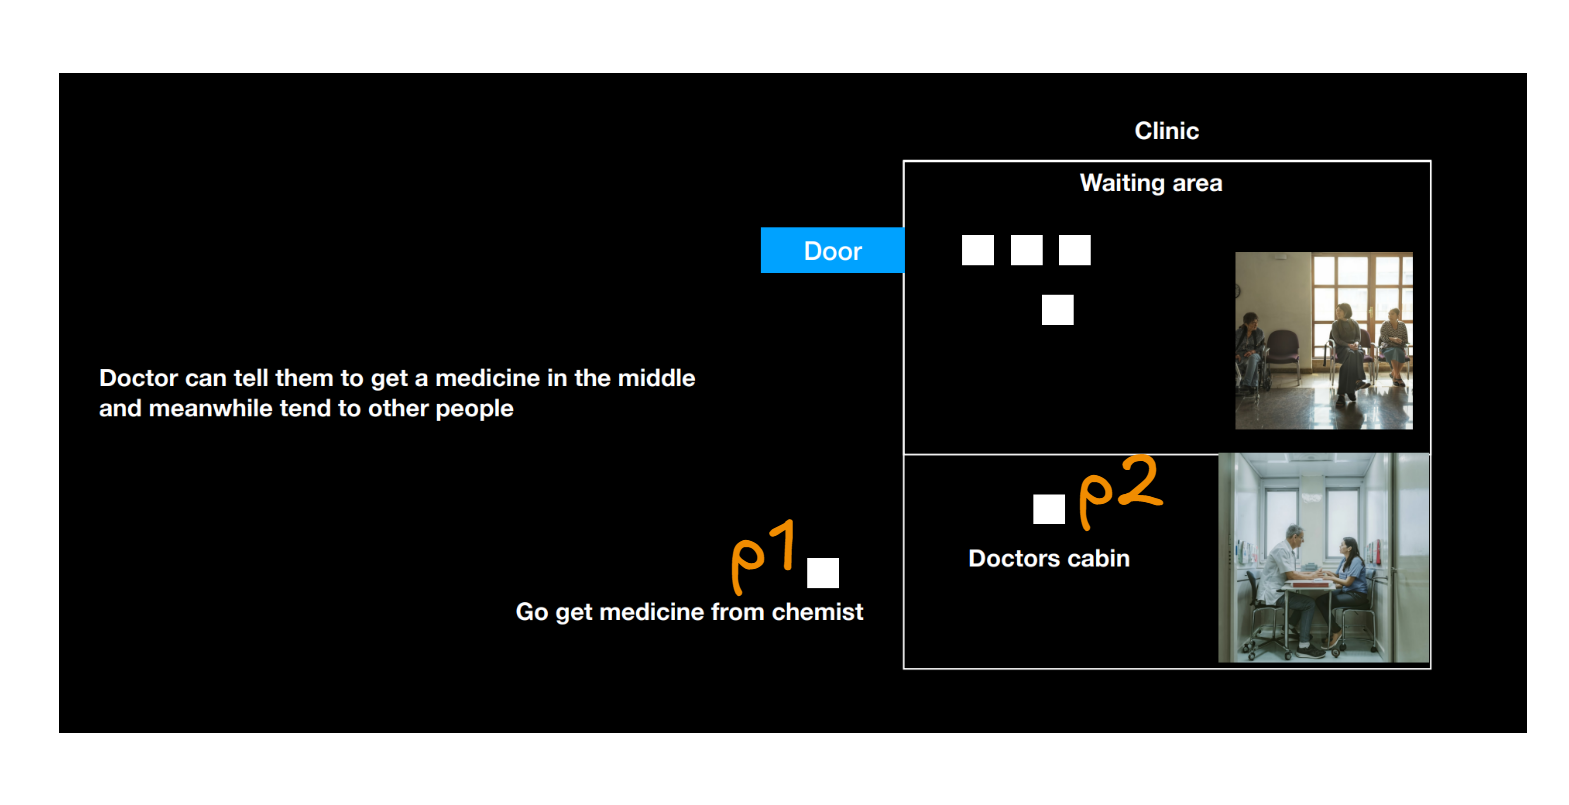 Clinic
Waiting area
Door
Doctor can tell them to get a medicine in the middle
and meanwhile tend to other people
p2
Doctors cabin
p1
Go get medicine from chemist